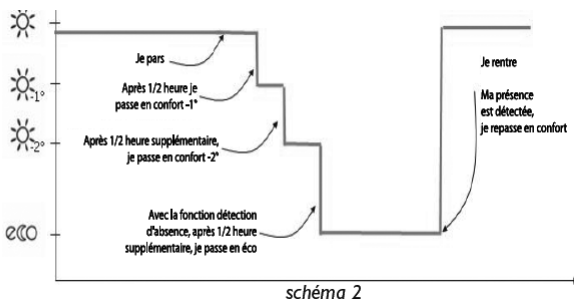 Je pars
Après 1/2 heure je
passe en confort -1°
-1°
Après 1/2 heure supplémentaire,
je passe en confort -2°
-2°
Avec la fonction détection
d'absence, après 1/2 heure
supplémentaire, je passe en éco
eco
Je rentre
Ma présence
est détectée,
je repasse en confort
schéma 2